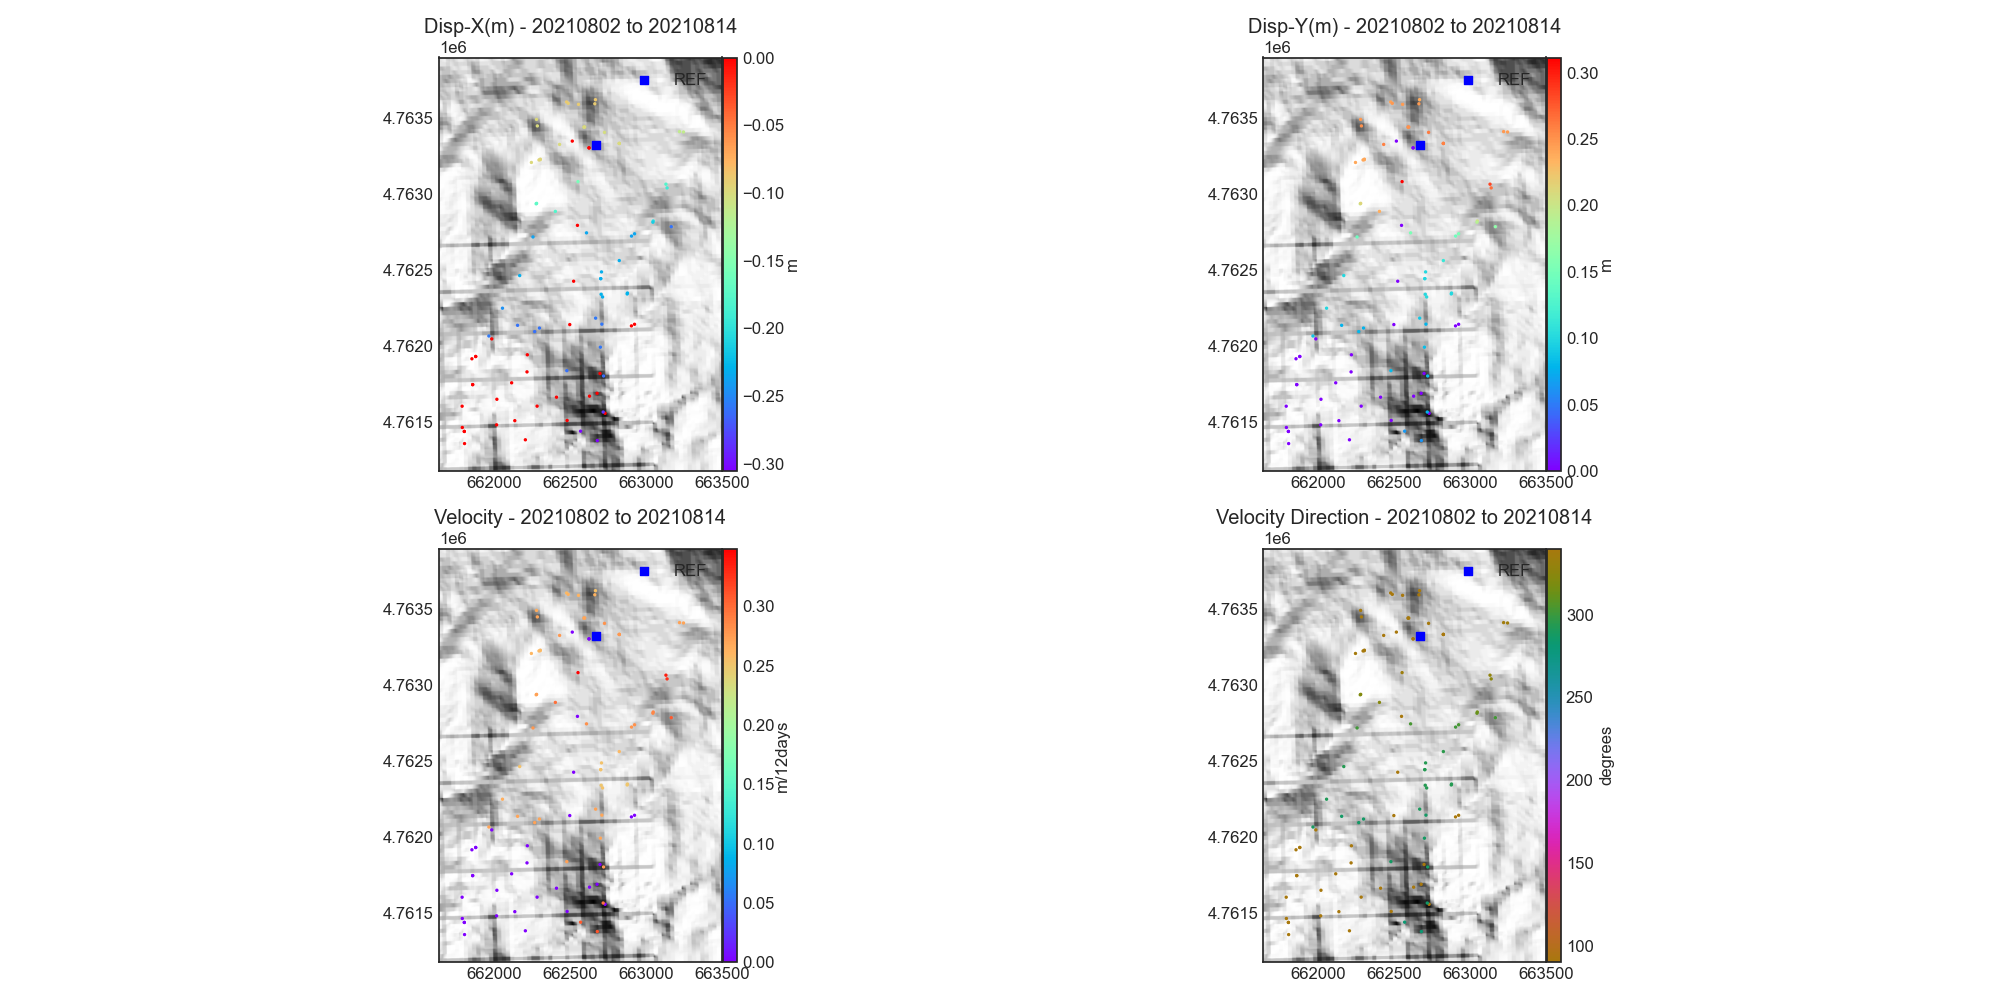 Disp-X(m) - 20210802 to 20210814
1e6
REF
4.7635
4.7630
4.7625
4.7620
4.7615
662000 662500 663000 663500
0.00
−0.05
−0.10
−0.15
−0.20
−0.25
−0.30
m
Disp-Y(m) - 20210802 to 20210814
1e6
REF
4.7635
4.7630
4.7625
4.7620
4.7615
662000 662500 663000 663500
0.30
0.25
0.20
0.15
0.10
0.05
0.00
m
Velocity - 20210802 to 20210814
1e6
REF
4.7635
4.7630
4.7625
4.7620
4.7615
662000 662500 663000 663500
0.30
0.25
0.20
0.15
0.10
0.05
0.00
m/12days
Velocity Direction - 20210802 to 20210814
1e6
REF
4.7635
4.7630
4.7625
4.7620
4.7615
662000 662500 663000 663500
300
250
200
150
100
degrees